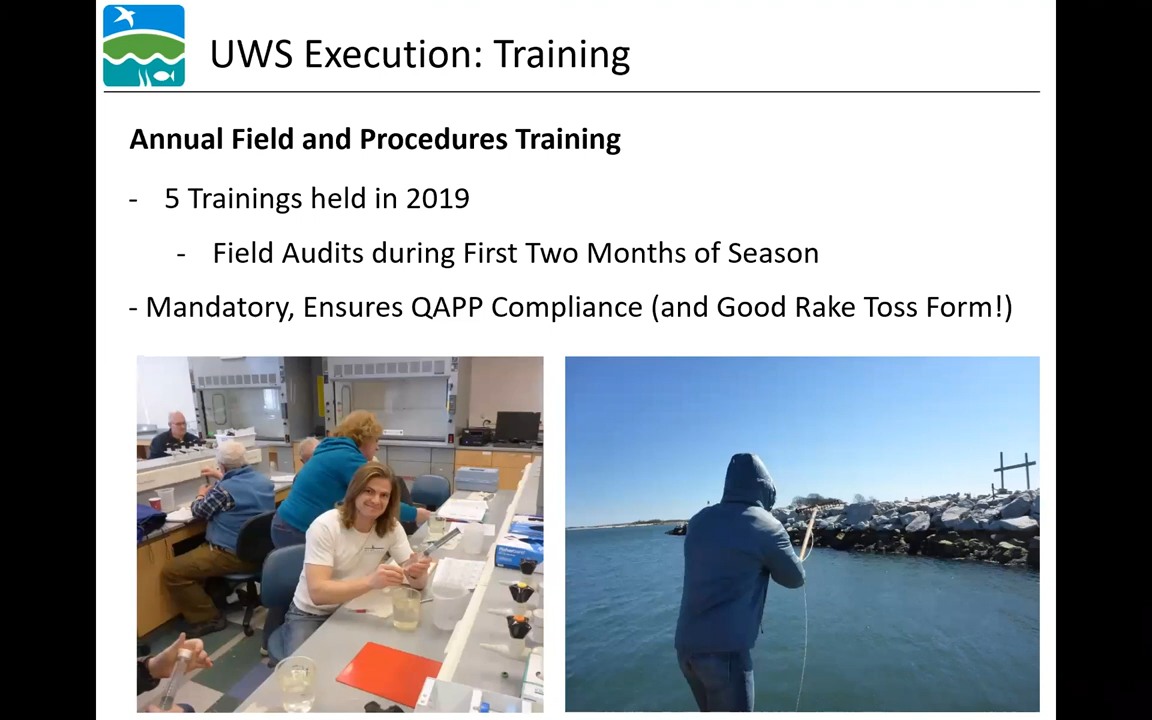 UWS Execution: Training
Annual Field and Procedures Training
- 5 Trainings held in 2019
- Field Audits during First Two Months of Season
- Mandatory, Ensures QAPP Compliance (and Good Rake Toss Form!)